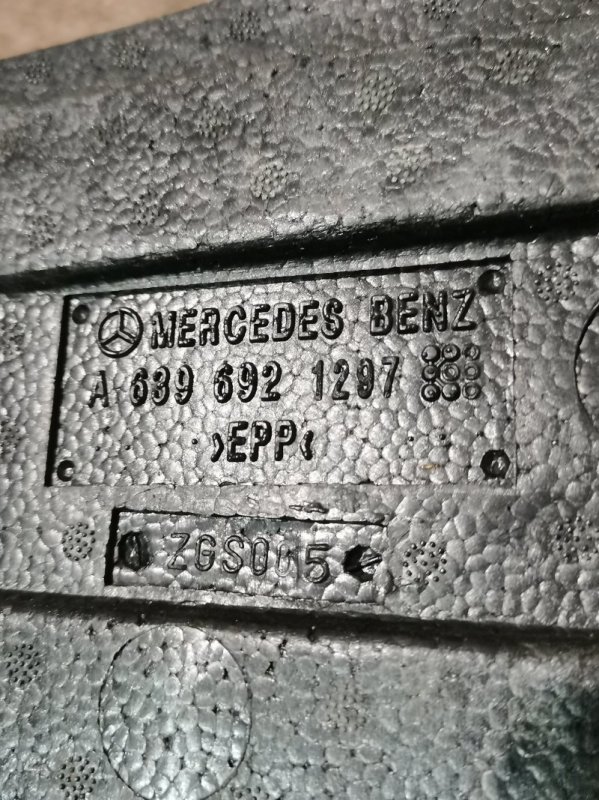 MERCEDES BENZ
A 639 692 1297
>EPP<
ZGS005